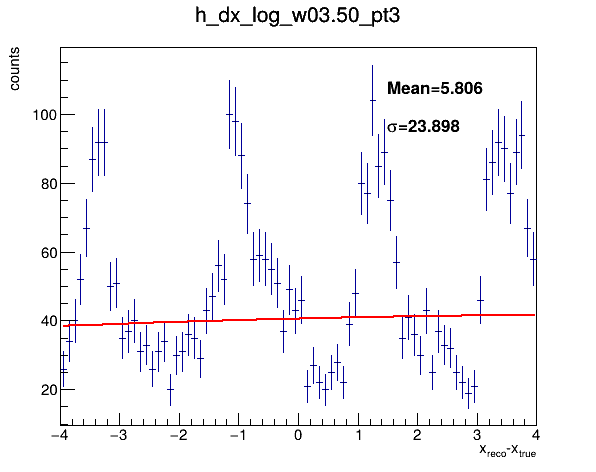 h_dx_log_w03.50_pt3
counts
Mean=5.806
σ=23.898
100
80
60
40
20
−4 −3 −2 −1 0 1 2 3 4
x_reco-x_true